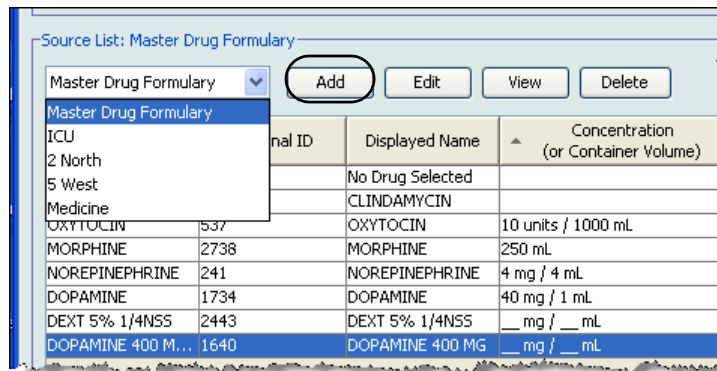 Source List: Master Drug Formulary
Master Drug Formulary Add Edit View Delete
Master Drug Formulary
ICU
2 North
5 West
Medicine
nal ID Displayed Name Concentration
(or Container Volume)
No Drug Selected
CLINDAMYCIN
OXYTOCIN 537 OXYTOCIN 10 units / 1000 mL
MORPHINE 2738 MORPHINE 250 mL
NOREPINEPHRINE 241 NOREPINEPHRINE 4 mg / 4 mL
DOPAMINE 1734 DOPAMINE 40 mg / 1 mL
DEXT 5% 1/4NSS 2443 DEXT 5% 1/4NSS __ mg / __ mL
DOPAMINE 400 M... 1640 DOPAMINE 400 MG __ mg / __ mL